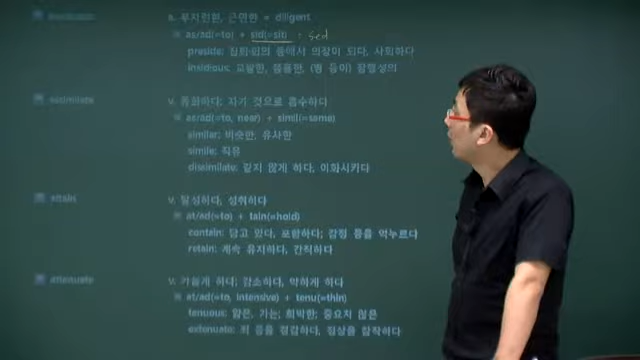 a. 부지런한, 근면한 = diligent
as/ad(=to) + sid(=sit) · sed
preside: 집회·회의 등에서 의장이 되다, 사회하다
insidious: 교활한, 음흉한, (병 등이) 잠행성의
assimilate
v. 동화하다; 자기 것으로 흡수하다
as/ad(=to, near) + simil(=same)
similar: 비슷한, 유사한
simile: 직유
dissimilate: 같지 않게 하다, 이화시키다
attain
v. 달성하다, 성취하다
at/ad(=to) + tain(=hold)
contain: 담고 있다, 포함하다; 감정 등을 억누르다
retain: 계속 유지하다, 간직하다
attenuate
v. 가늘게 하다; 감소하다, 약하게 하다
at/ad(=to, intensive) + tenu(=thin)
tenuous: 얇은, 가는; 희박한; 중요치 않은
extenuate: 죄 등을 경감하다, 정상을 참작하다